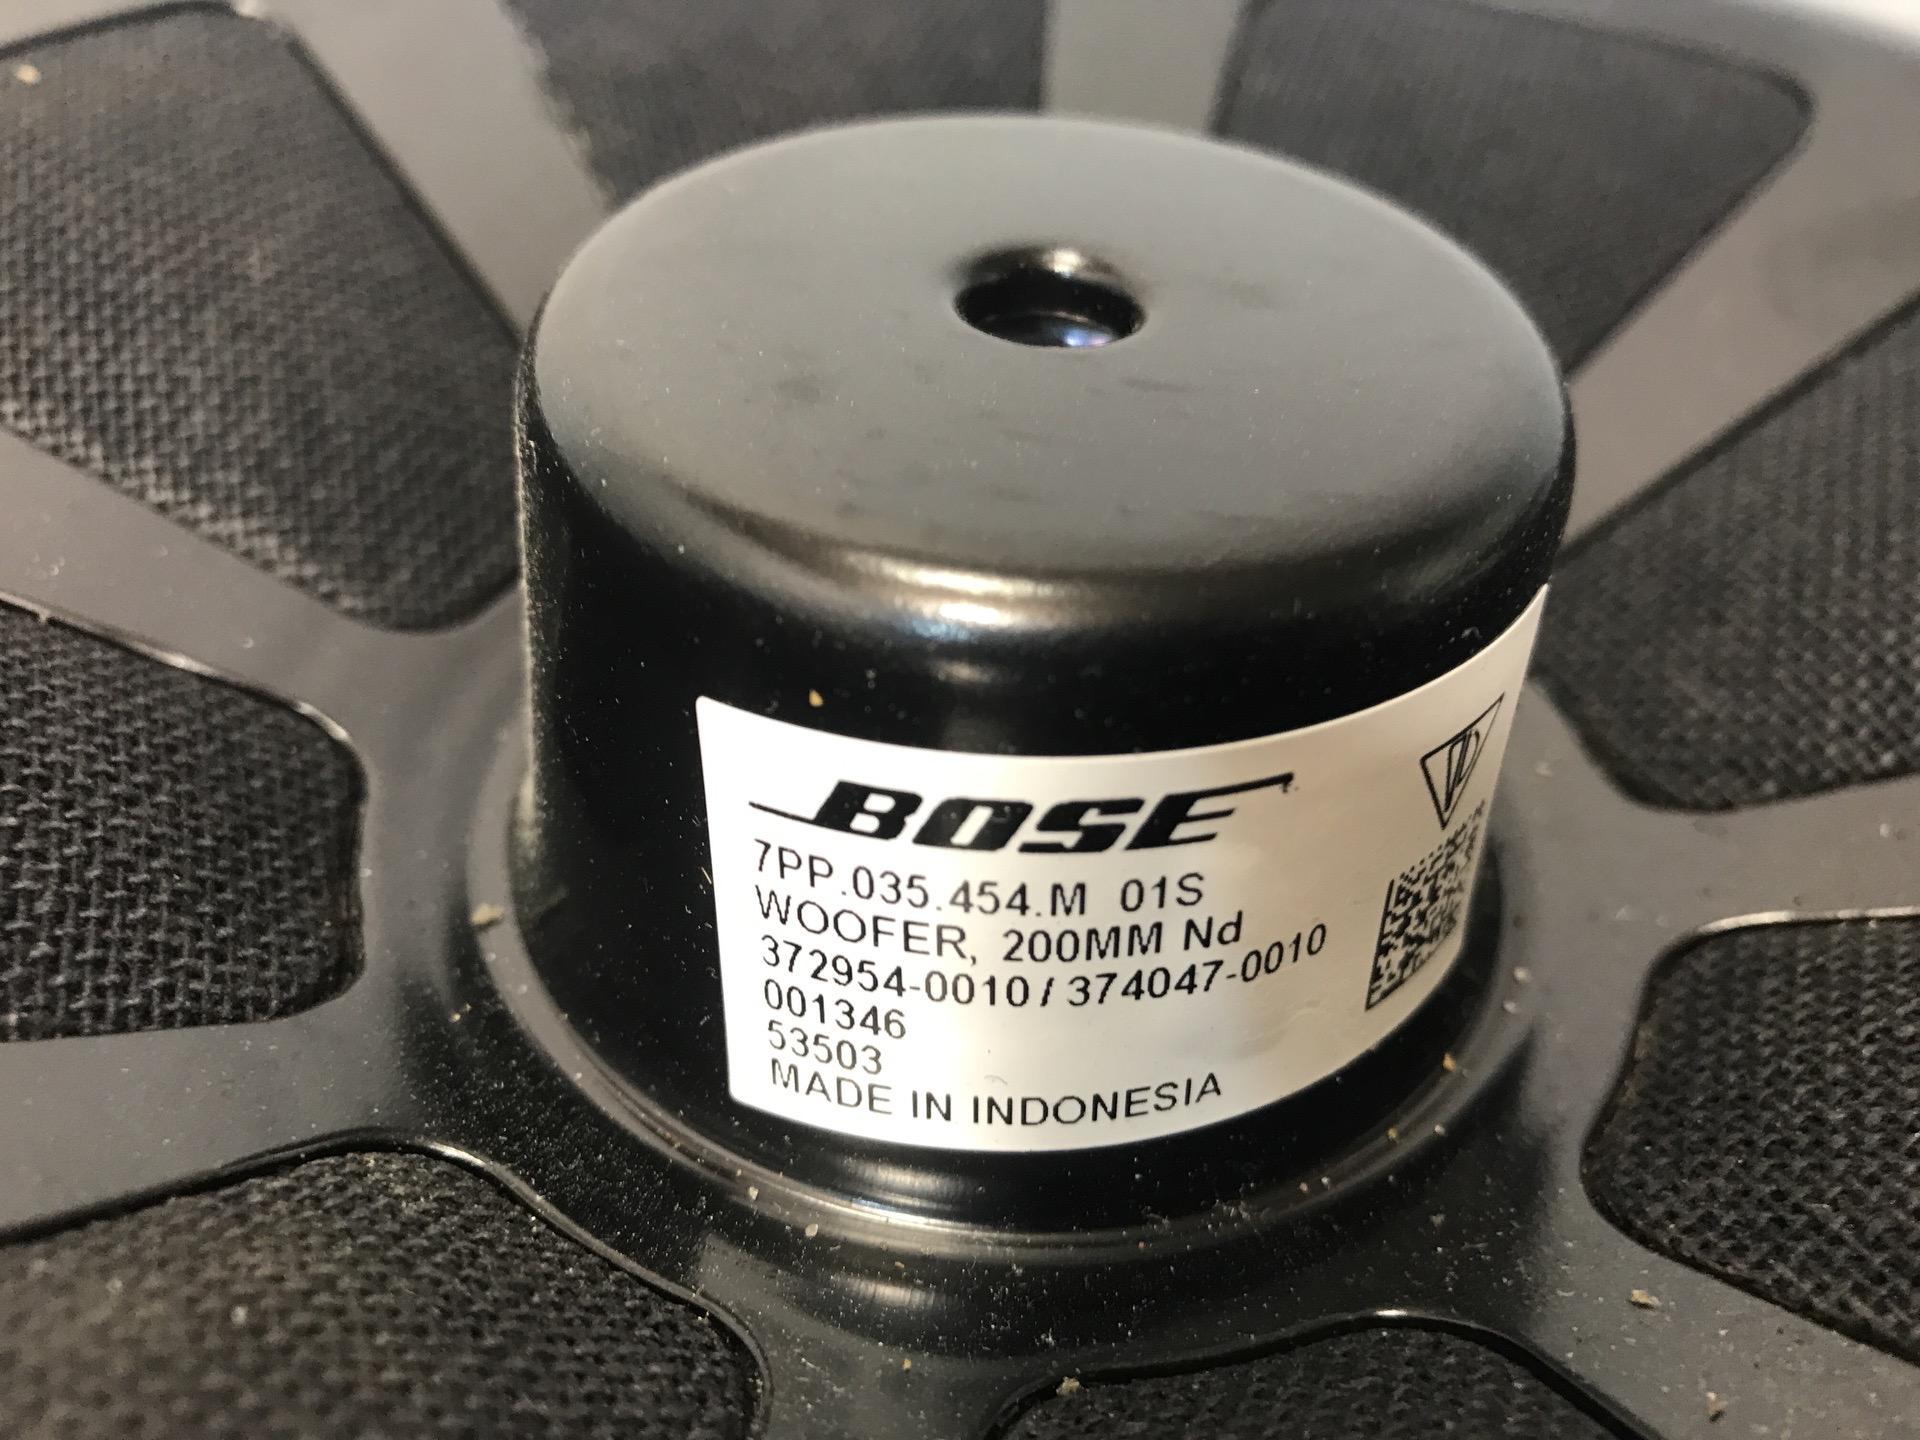 BOSE
7PP.035.454.M 01S
WOOFER, 200MM Nd
372954-0010 / 374047-0010
001346
53503
MADE IN INDONESIA